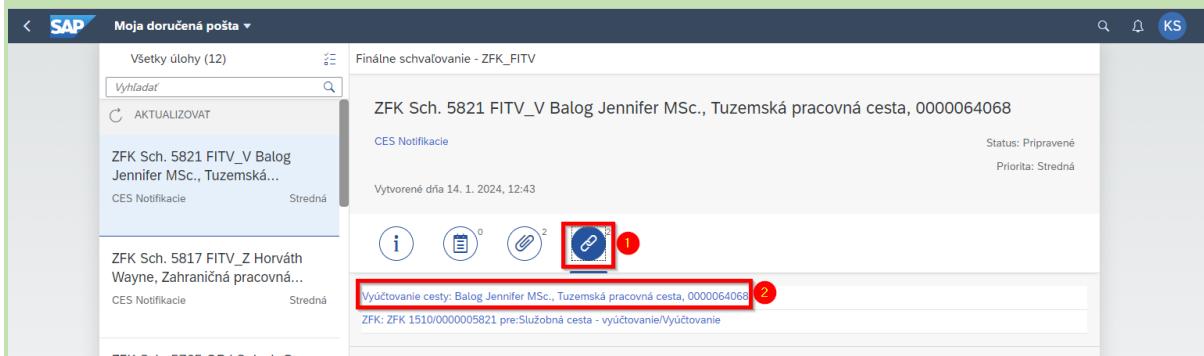 SAP Moja doručená pošta
KS
Všetky úlohy (12)
Vyhľadať
AKTUALIZOVAT
ZFK Sch. 5821 FITV_V Balog
Jennifer MSc., Tuzemská...
CES Notifikacie Stredná
ZFK Sch. 5817 FITV_Z Horváth
Wayne, Zahraničná pracovná...
CES Notifikacie Stredná
Finálne schvaľovanie - ZFK_FITV
ZFK Sch. 5821 FITV_V Balog Jennifer MSc., Tuzemská pracovná cesta, 0000064068
CES Notifikacie
Status: Pripravené
Priorita: Stredná
Vytvorené dňa 14. 1. 2024, 12:43
i 0 2 2 1
Vyúčtovanie cesty: Balog Jennifer MSc., Tuzemská pracovná cesta, 0000064068 2
ZFK: ZFK 1510/0000005821 pre:Služobná cesta - vyúčtovanie/Vyúčtovanie